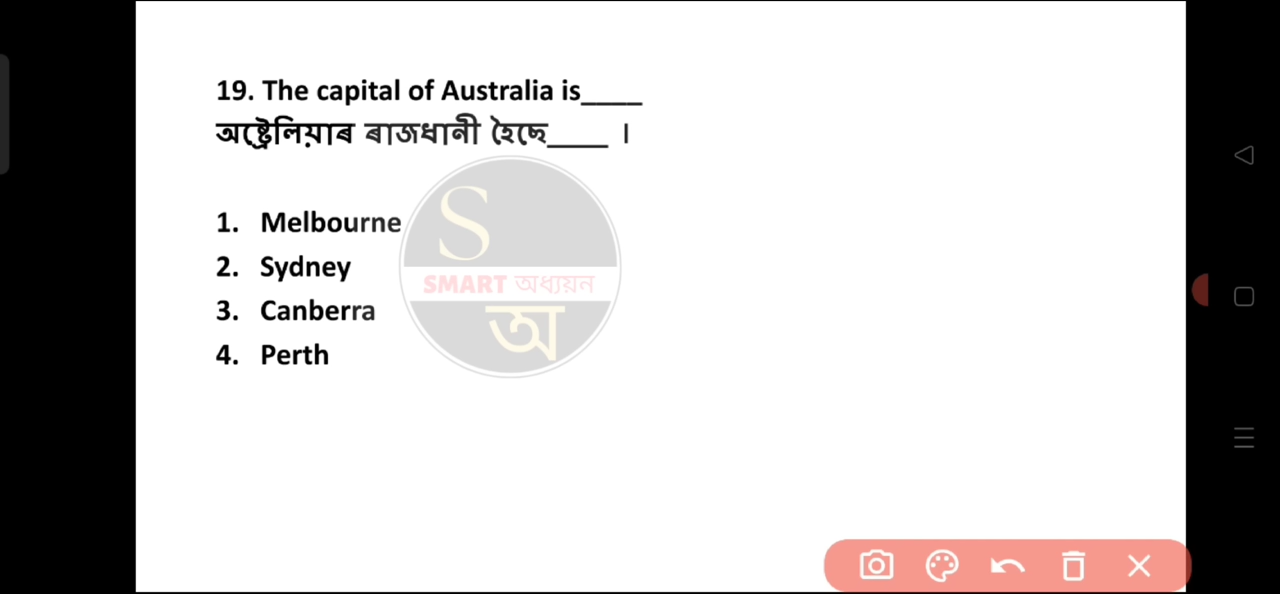 19. The capital of Australia is____
অষ্ট্ৰেলিয়াৰ ৰাজধানী হৈছে____ ।
1. Melbourne
2. Sydney
3. Canberra
4. Perth
S
SMART অধ্যয়ন
অ